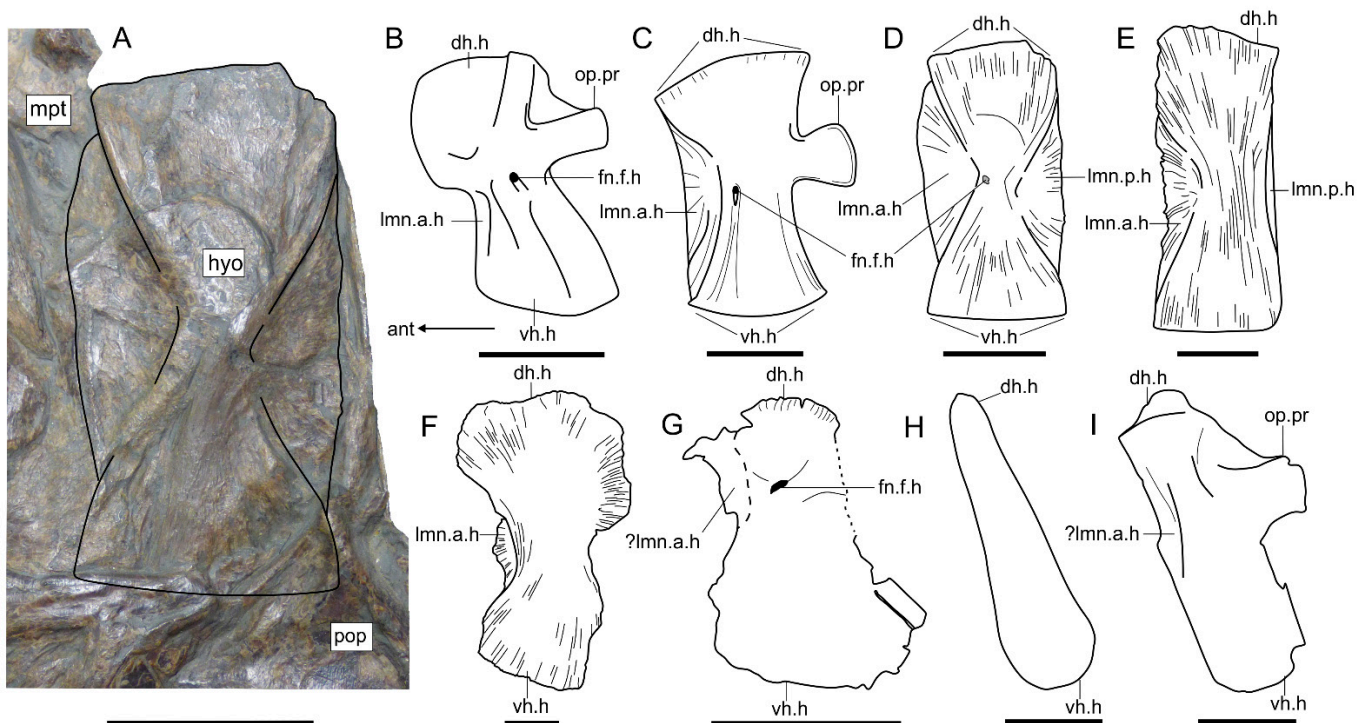 A
mpt
hyo
pop
B
dh.h
op.pr
fn.f.h
lmn.a.h
vh.h
ant
C
dh.h
op.pr
lmn.a.h
fn.f.h
vh.h
D
dh.h
lmn.a.h
lmn.p.h
vh.h
E
dh.h
lmn.a.h
lmn.p.h
F
dh.h
lmn.a.h
vh.h
G
dh.h
?lmn.a.h
fn.f.h
vh.h
H
dh.h
vh.h
I
dh.h
op.pr
?lmn.a.h
vh.h